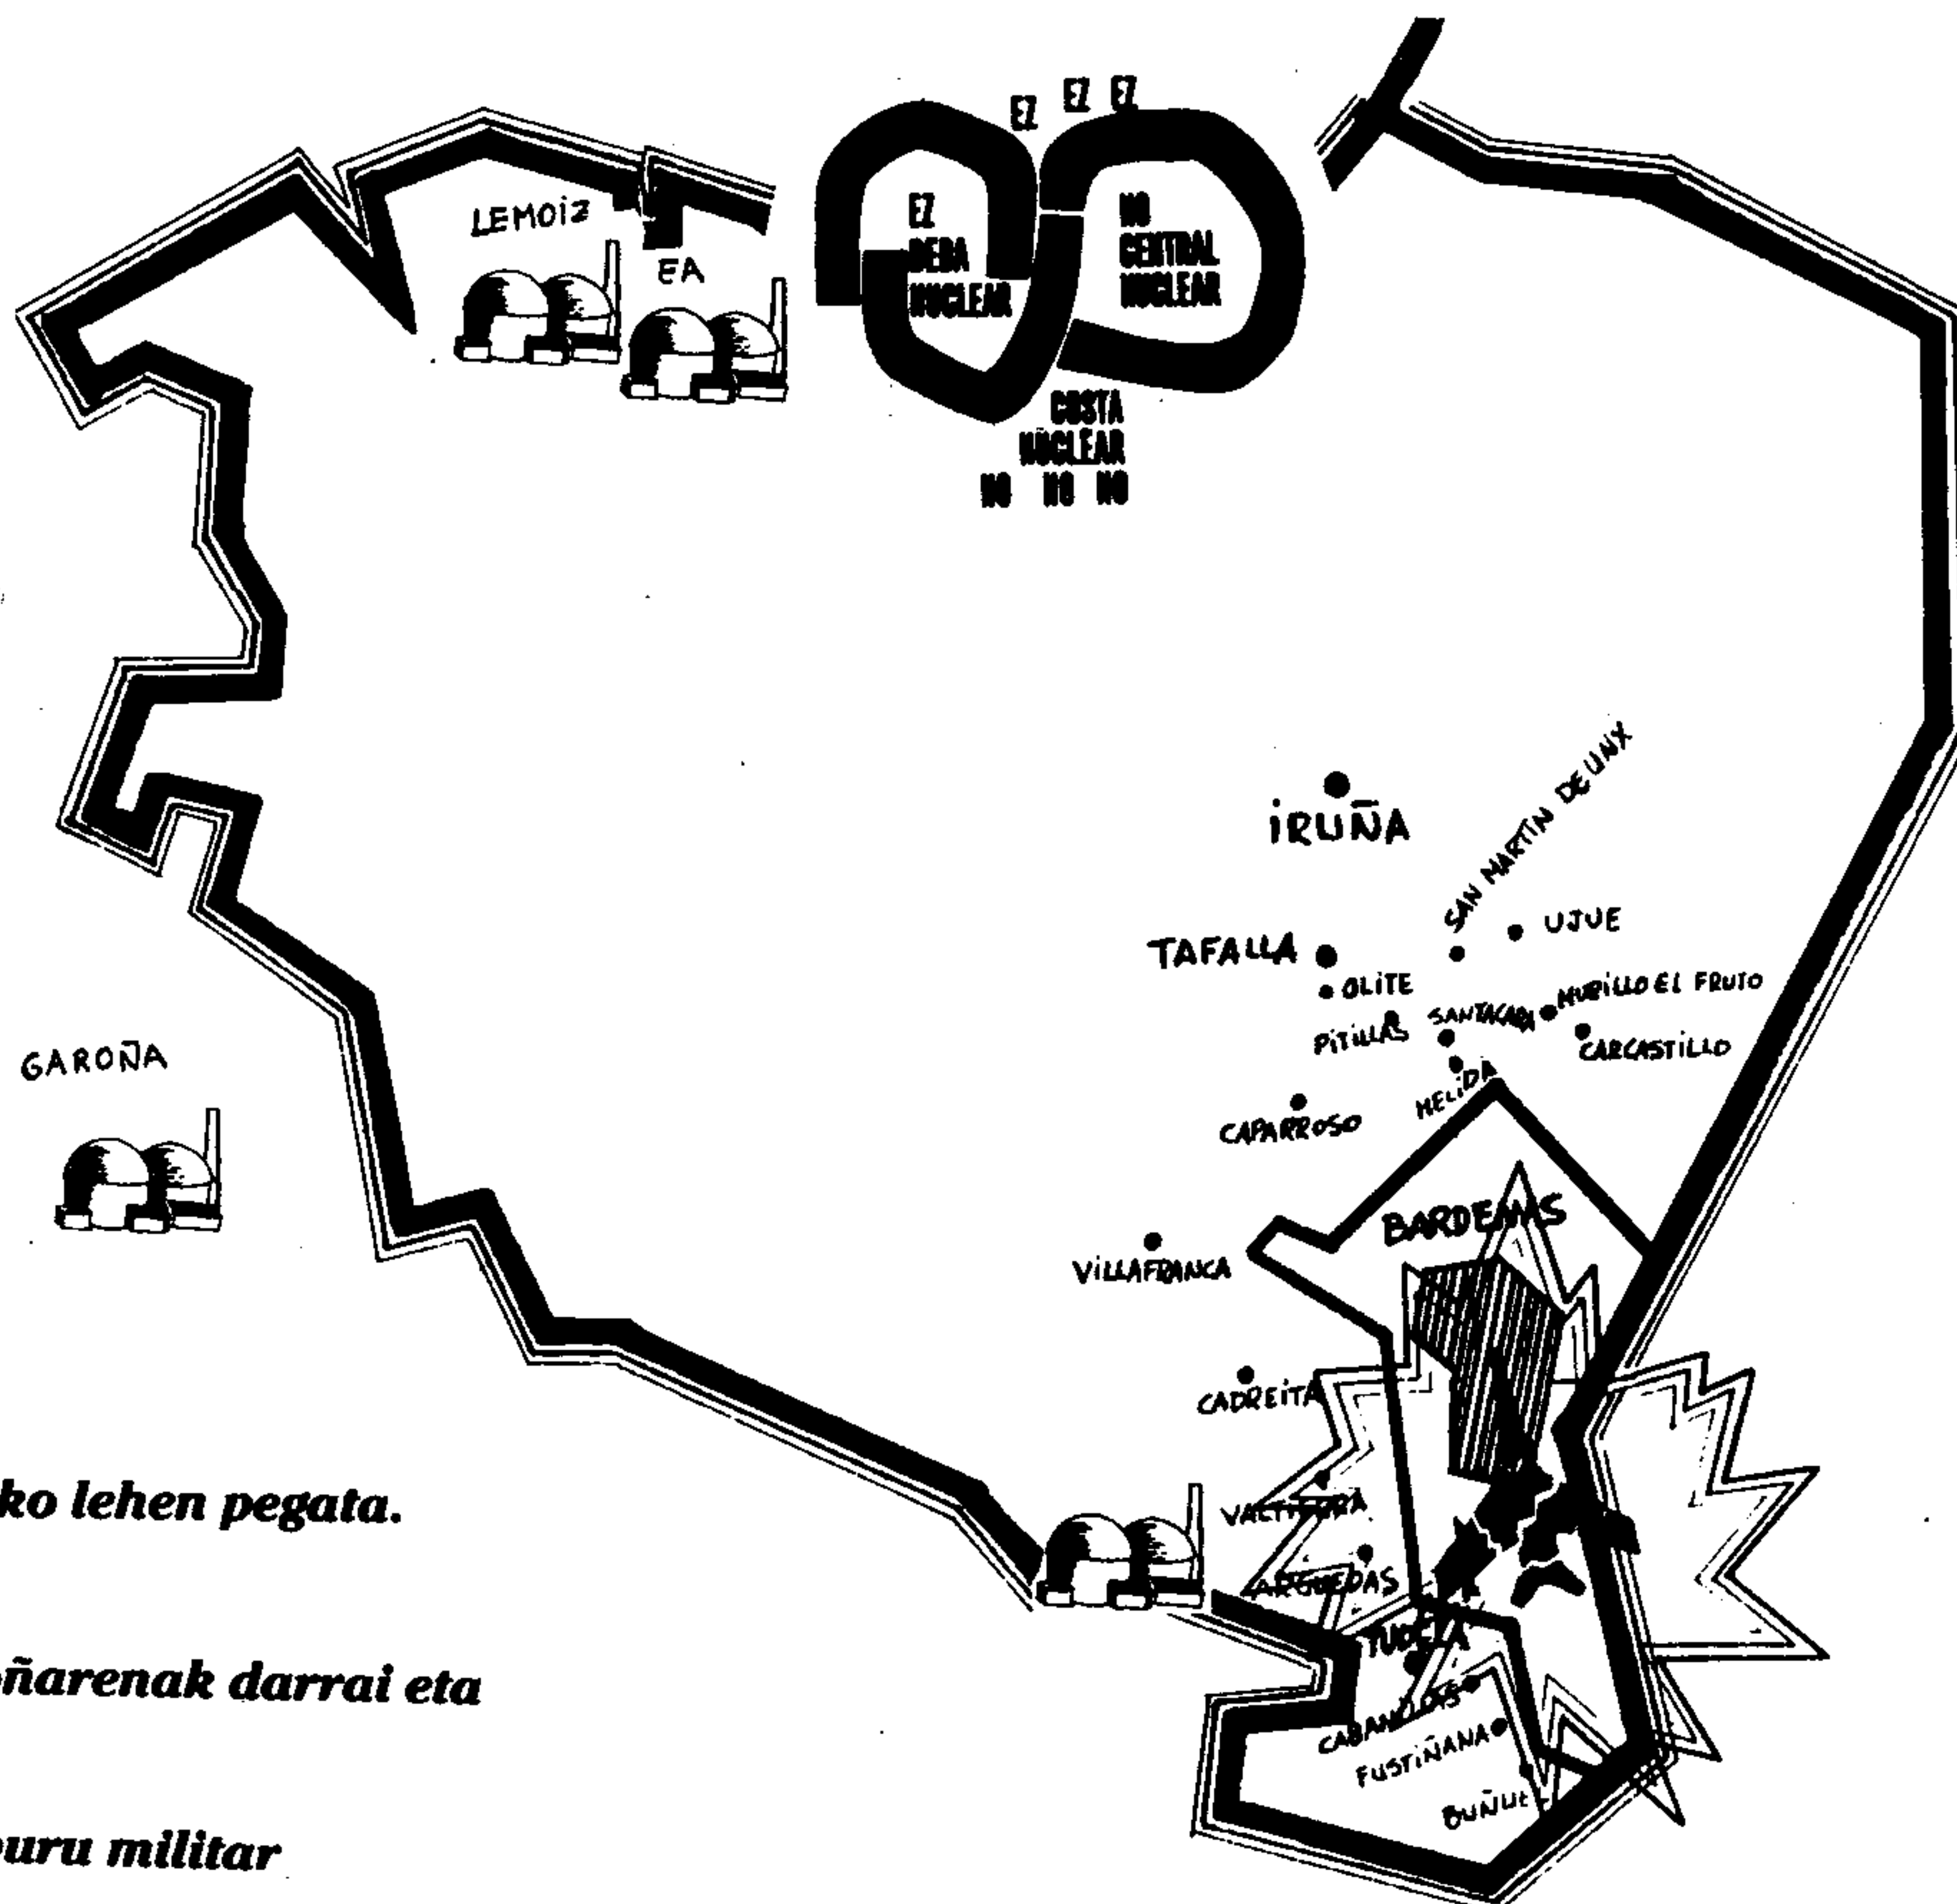 EZ EZ EZ
LEMOIZ
EA
EZ
DEBA
NUCLEAR
NO
CENTRAL
NUCLEAR
COSTA
NUCLEAR
NO NO NO
IRUÑA
SAN MARTIN DE UNX
UJUE
TAFALLA
OLITE
MURILLO EL FRUTO
SANTACARA
PITILLAS
CARCASTILLO
MELIDA
CAPARROSO
GAROÑA
BARDENAS
VILLAFRANCA
CADREITA
VALTIERRA
ARGUEDAS
TUDELA
CABANILLAS
FUSTIÑANA
BUÑUEL
ko lehen pegata.
ñarenak darrai eta
buru militar